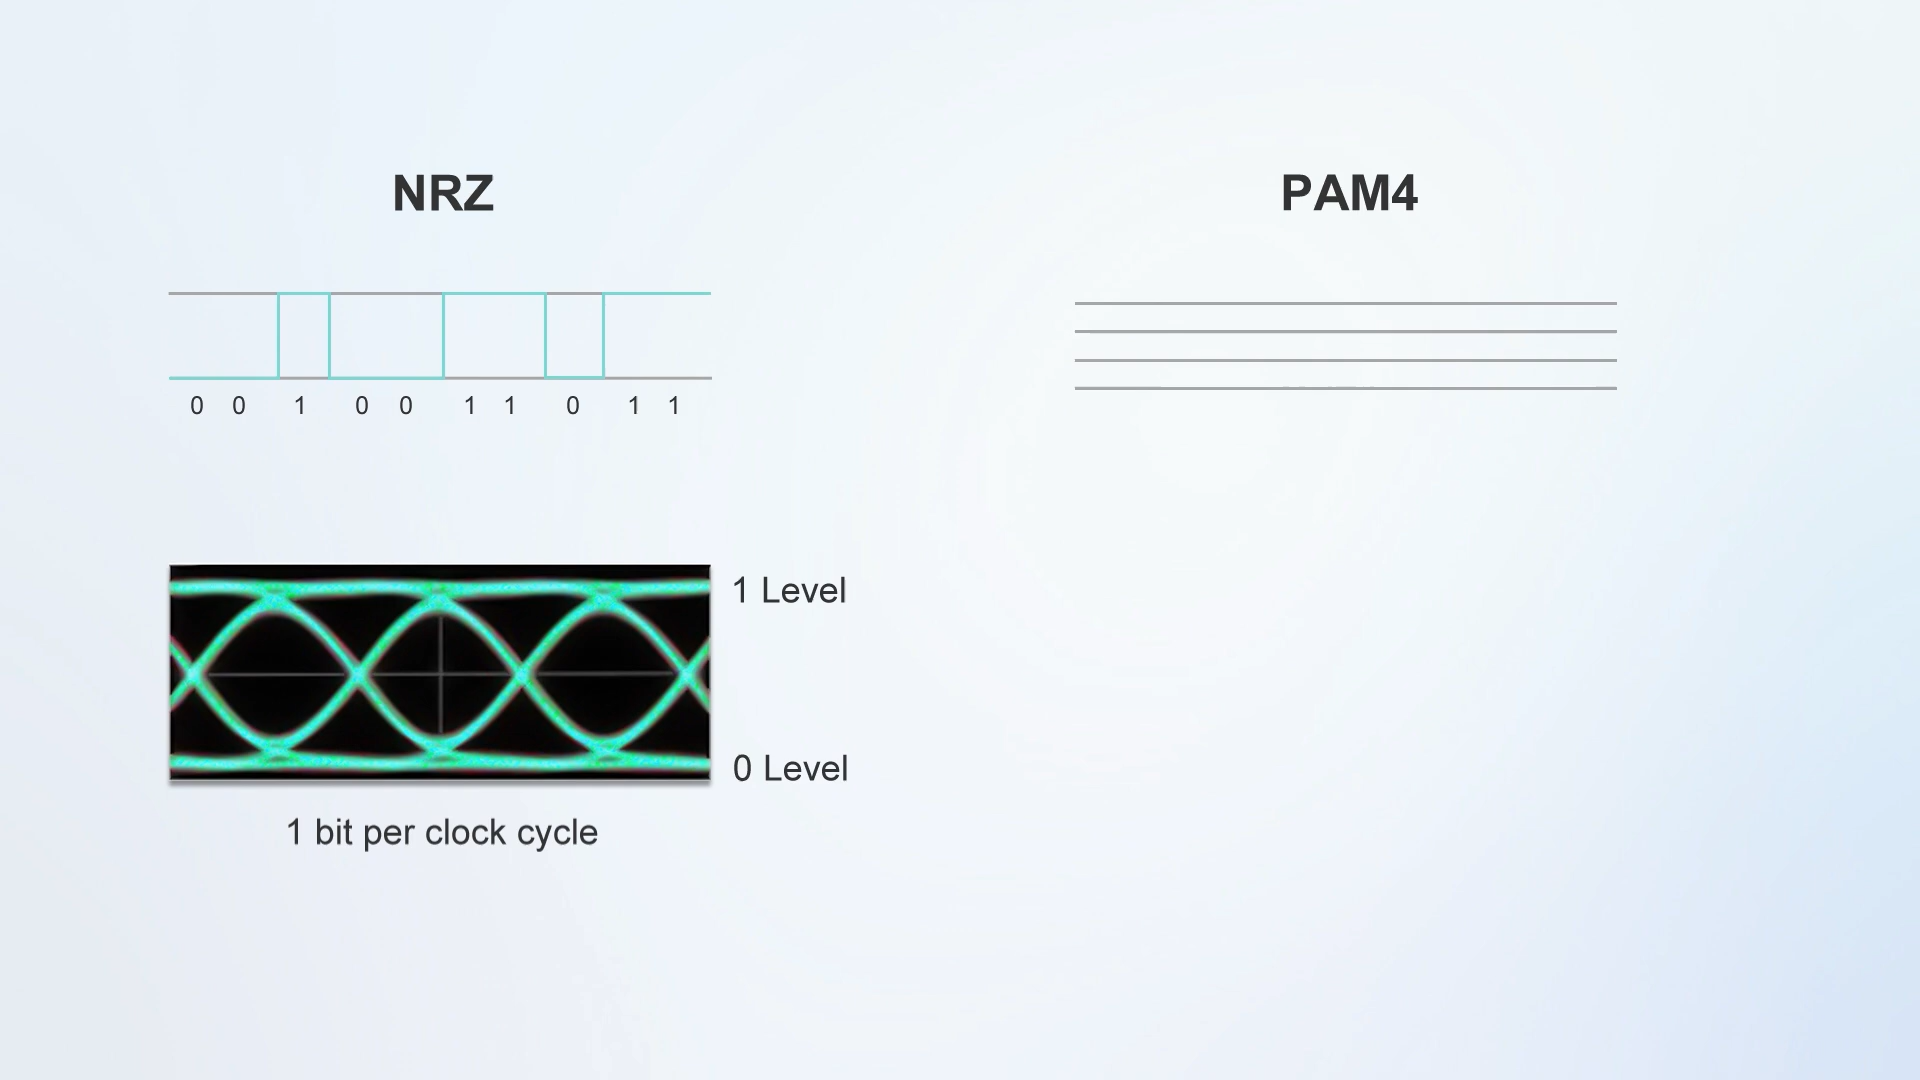 NRZ
PAM4
0 0 1 0 0 1 1 0 1 1
1 Level
0 Level
1 bit per clock cycle